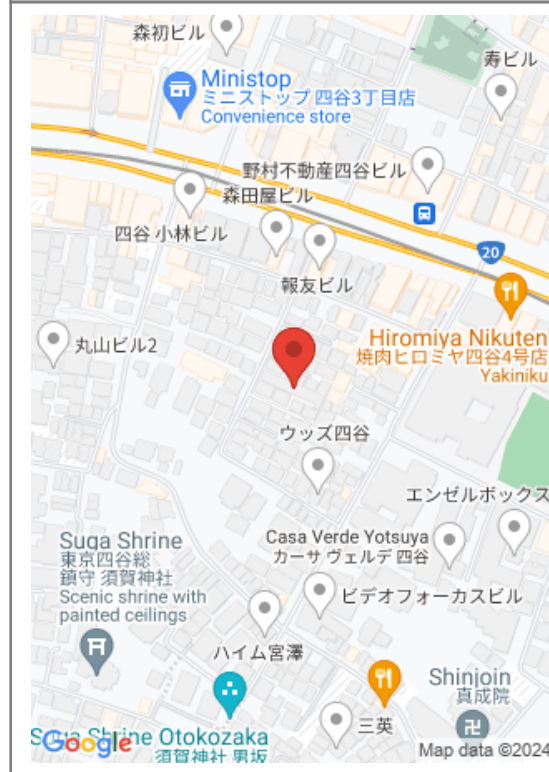 森初ビル
寿ビル
Ministop
ミニストップ 四谷3丁目店
Convenience store
野村不動産四谷ビル
森田屋ビル
四谷 小林ビル
20
報友ビル
Hiromiya Nikuten
焼肉ヒロミヤ四谷4号店
Yakiniku
丸山ビル2
ウッズ四谷
エンゼルボックス
Casa Verde Yotsuya
カーサ ヴェルデ 四谷
Suga Shrine
東京四谷総
鎮守 須賀神社
Scenic shrine with
painted ceilings
ビデオフォーカスビル
ハイム宮澤
Shinjoin
真成院
三英
Suga Shrine Otokozaka
須賀神社 男坂
Google
Map data ©2024